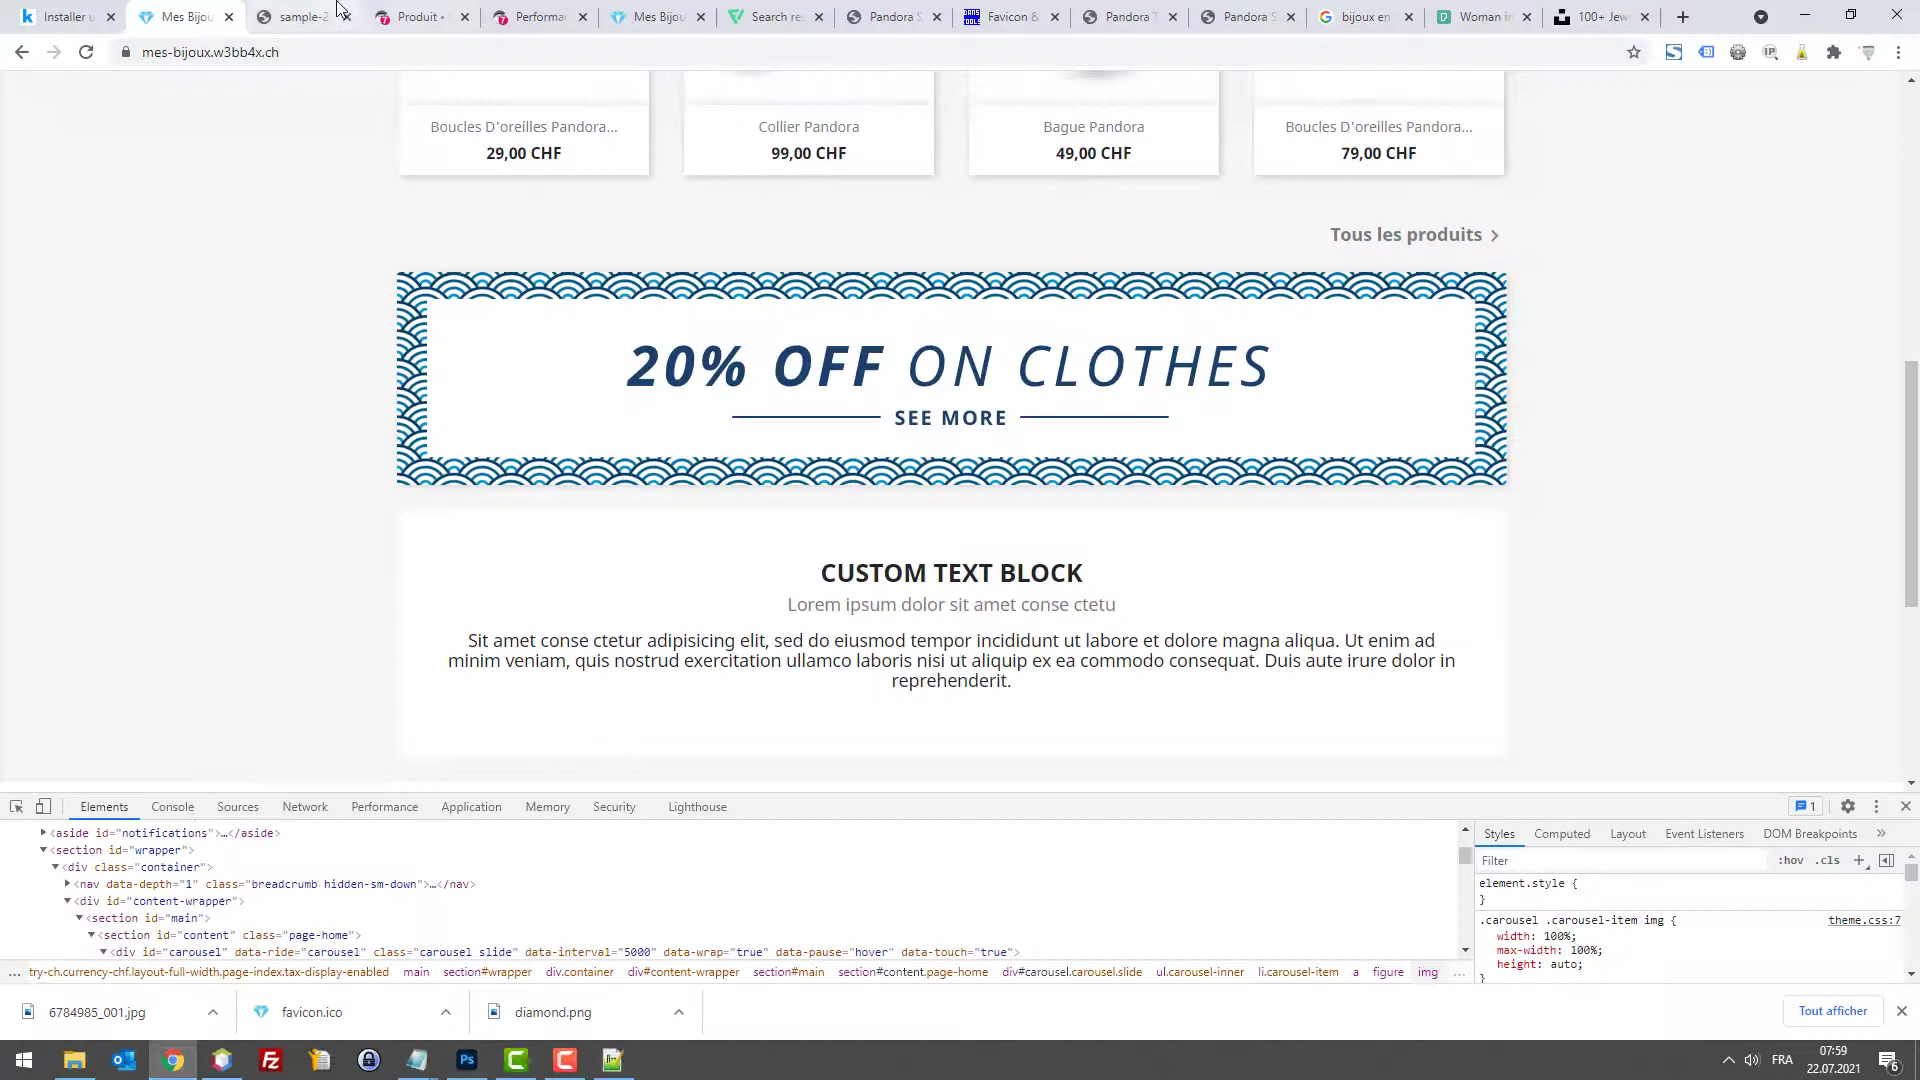 Installer u
Mes Bijou
sample-2
Produit •
Performa
Mes Bijou
Search re
Pandora S
Favicon &
Pandora T
Pandora S
bijoux en
Woman i
100+ Jew
mes-bijoux.w3bb4x.ch
Boucles D'oreilles Pandora...
29,00 CHF
Collier Pandora
99,00 CHF
Bague Pandora
49,00 CHF
Boucles D'oreilles Pandora...
79,00 CHF
Tous les produits
20% OFF ON CLOTHES
SEE MORE
CUSTOM TEXT BLOCK
Lorem ipsum dolor sit amet conse ctetu
Sit amet conse ctetur adipisicing elit, sed do eiusmod tempor incididunt ut labore et dolore magna aliqua. Ut enim ad
minim veniam, quis nostrud exercitation ullamco laboris nisi ut aliquip ex ea commodo consequat. Duis aute irure dolor in
reprehenderit.
Elements Console Sources Network Performance Application Memory Security Lighthouse 1
<aside id="notifications">…</aside>
<section id="wrapper">
<div class="container">
<nav data-depth="1" class="breadcrumb hidden-sm-down">…</nav>
<div id="content-wrapper">
<section id="main">
<section id="content" class="page-home">
<div id="carousel" data-ride="carousel" class="carousel slide" data-interval="5000" data-wrap="true" data-pause="hover" data-touch="true">
... try-ch.currency-chf.layout-full-width.page-index.tax-display-enabled main section#wrapper div.container div#content-wrapper section#main section#content.page-home div#carousel.carousel.slide ul.carousel-inner li.carousel-item a figure img ...
Styles Computed Layout Event Listeners DOM Breakpoints
Filter
:hov .cls
element.style {
}
.carousel .carousel-item img {
theme.css:7
width: 100%;
max-width: 100%;
height: auto;
}
6784985_001.jpg
favicon.ico
diamond.png
Tout afficher
FRA
07:59
22.07.2021
6